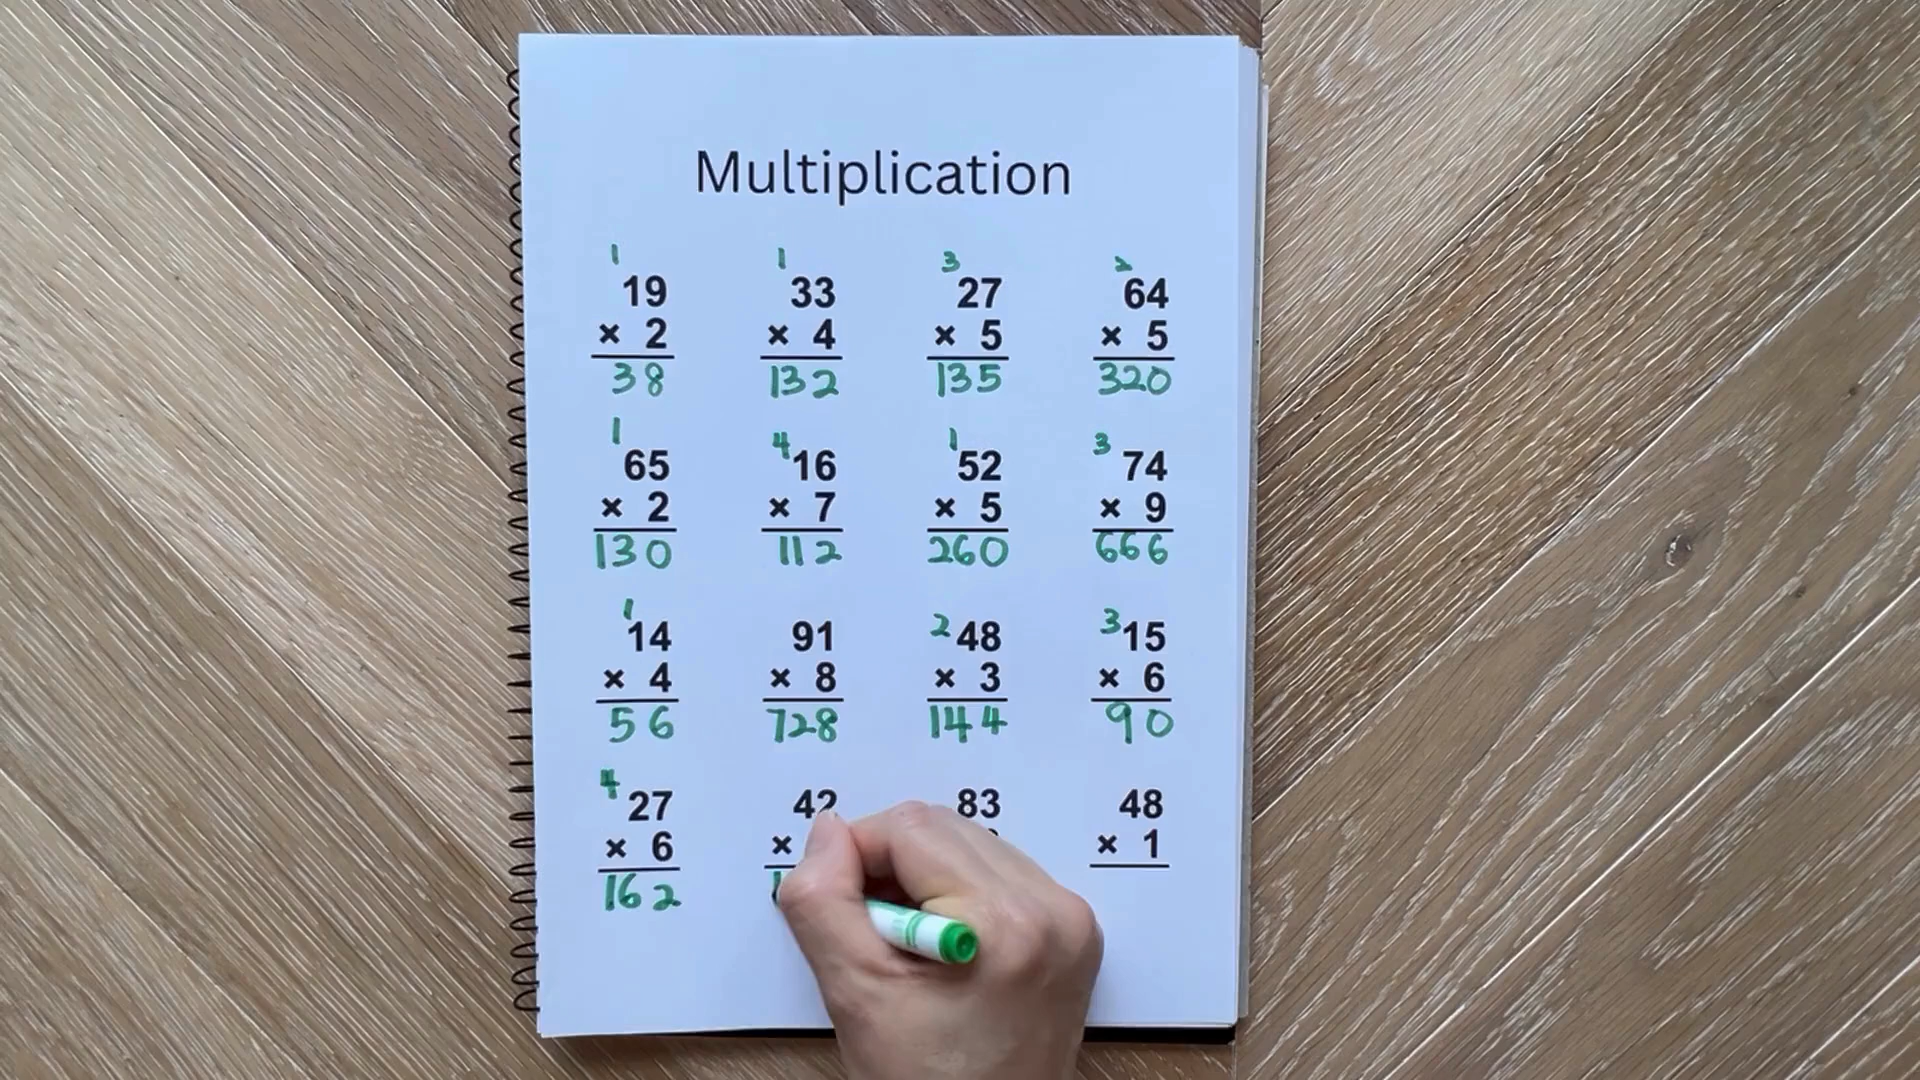 Multiplication
1 1 3 2
19 33 27 64
× 2 × 4 × 5 × 5
38 132 135 320
1 4 1 3
65 16 52 74
× 2 × 7 × 5 × 9
130 112 260 666
1 2 3
14 91 48 15
× 4 × 8 × 3 × 6
56 728 144 90
4
27 42 83 48
× 6 × × 1
162